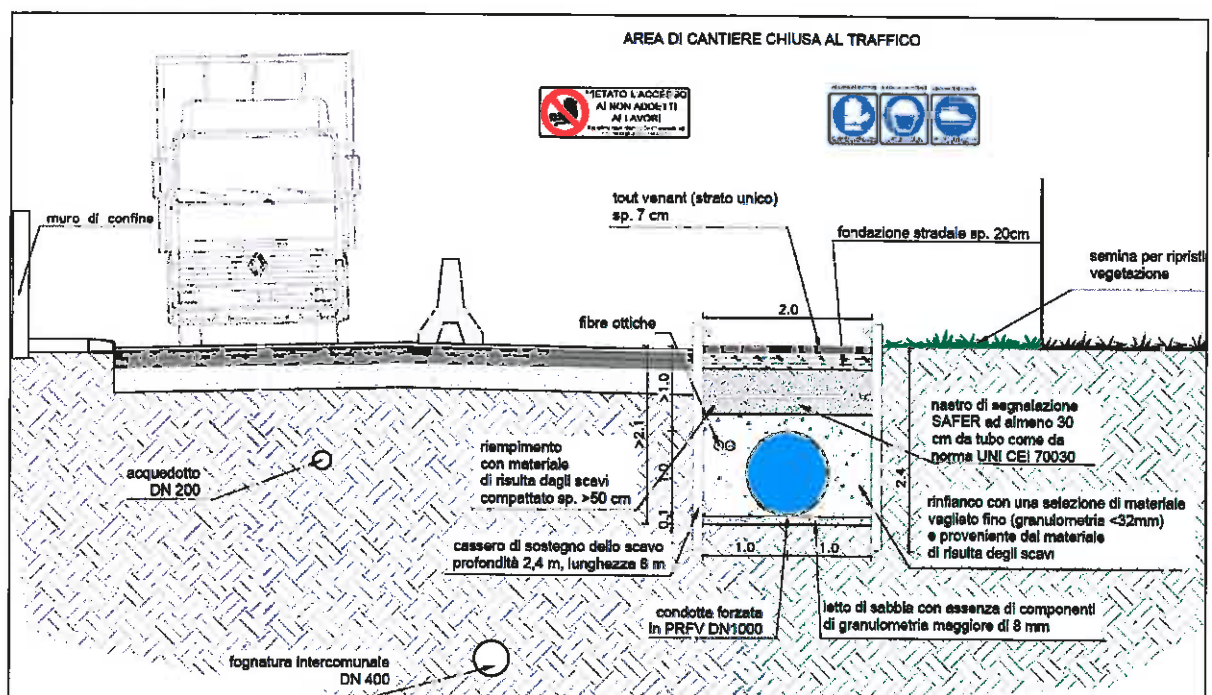 AREA DI CANTIERE CHIUSA AL TRAFFICO
VIETATO L'ACCESSO
AI NON ADDETTI
AI LAVORI
muro di confine
tout venant (strato unico)
sp. 7 cm
fondazione stradale sp. 20cm
semina per ripristi
vegetazione
fibre ottiche
2.0
>1.0
>2.1
1.0
0.1
2.4
acquedotto
DN 200
riempimento
con materiale
di risulta dagli scavi
compattato sp. >50 cm
nastro di segnalazione
SAFER ad almeno 30
cm da tubo come da
norma UNI CEI 70030
rinfianco con una selezione di materiale
vagliato fino (granulometria <32mm)
e proveniente dal materiale
di risulta degli scavi
cassero di sostegno dello scavo
profondità 2,4 m, lunghezza 6 m
1.0
1.0
condotta forzata
in PRFV DN1000
letto di sabbia con assenza di componenti
di granulometria maggiore di 8 mm
fognatura intercomunale
DN 400